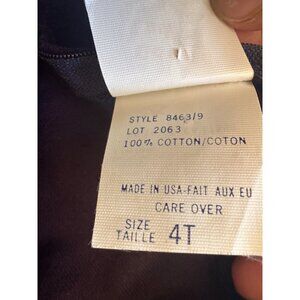 STYLE 8463/9
LOT 2063
100% COTTON/COTON
MADE IN USA-FAIT AUX EU
CARE OVER
SIZE
TAILLE 4T